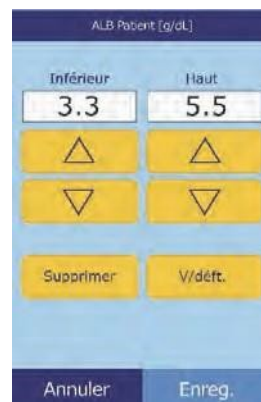 ALB Patient [g/dL]
Inférieur Haut
3.3 5.5
Supprimer V/déft.
Annuler Enreg.